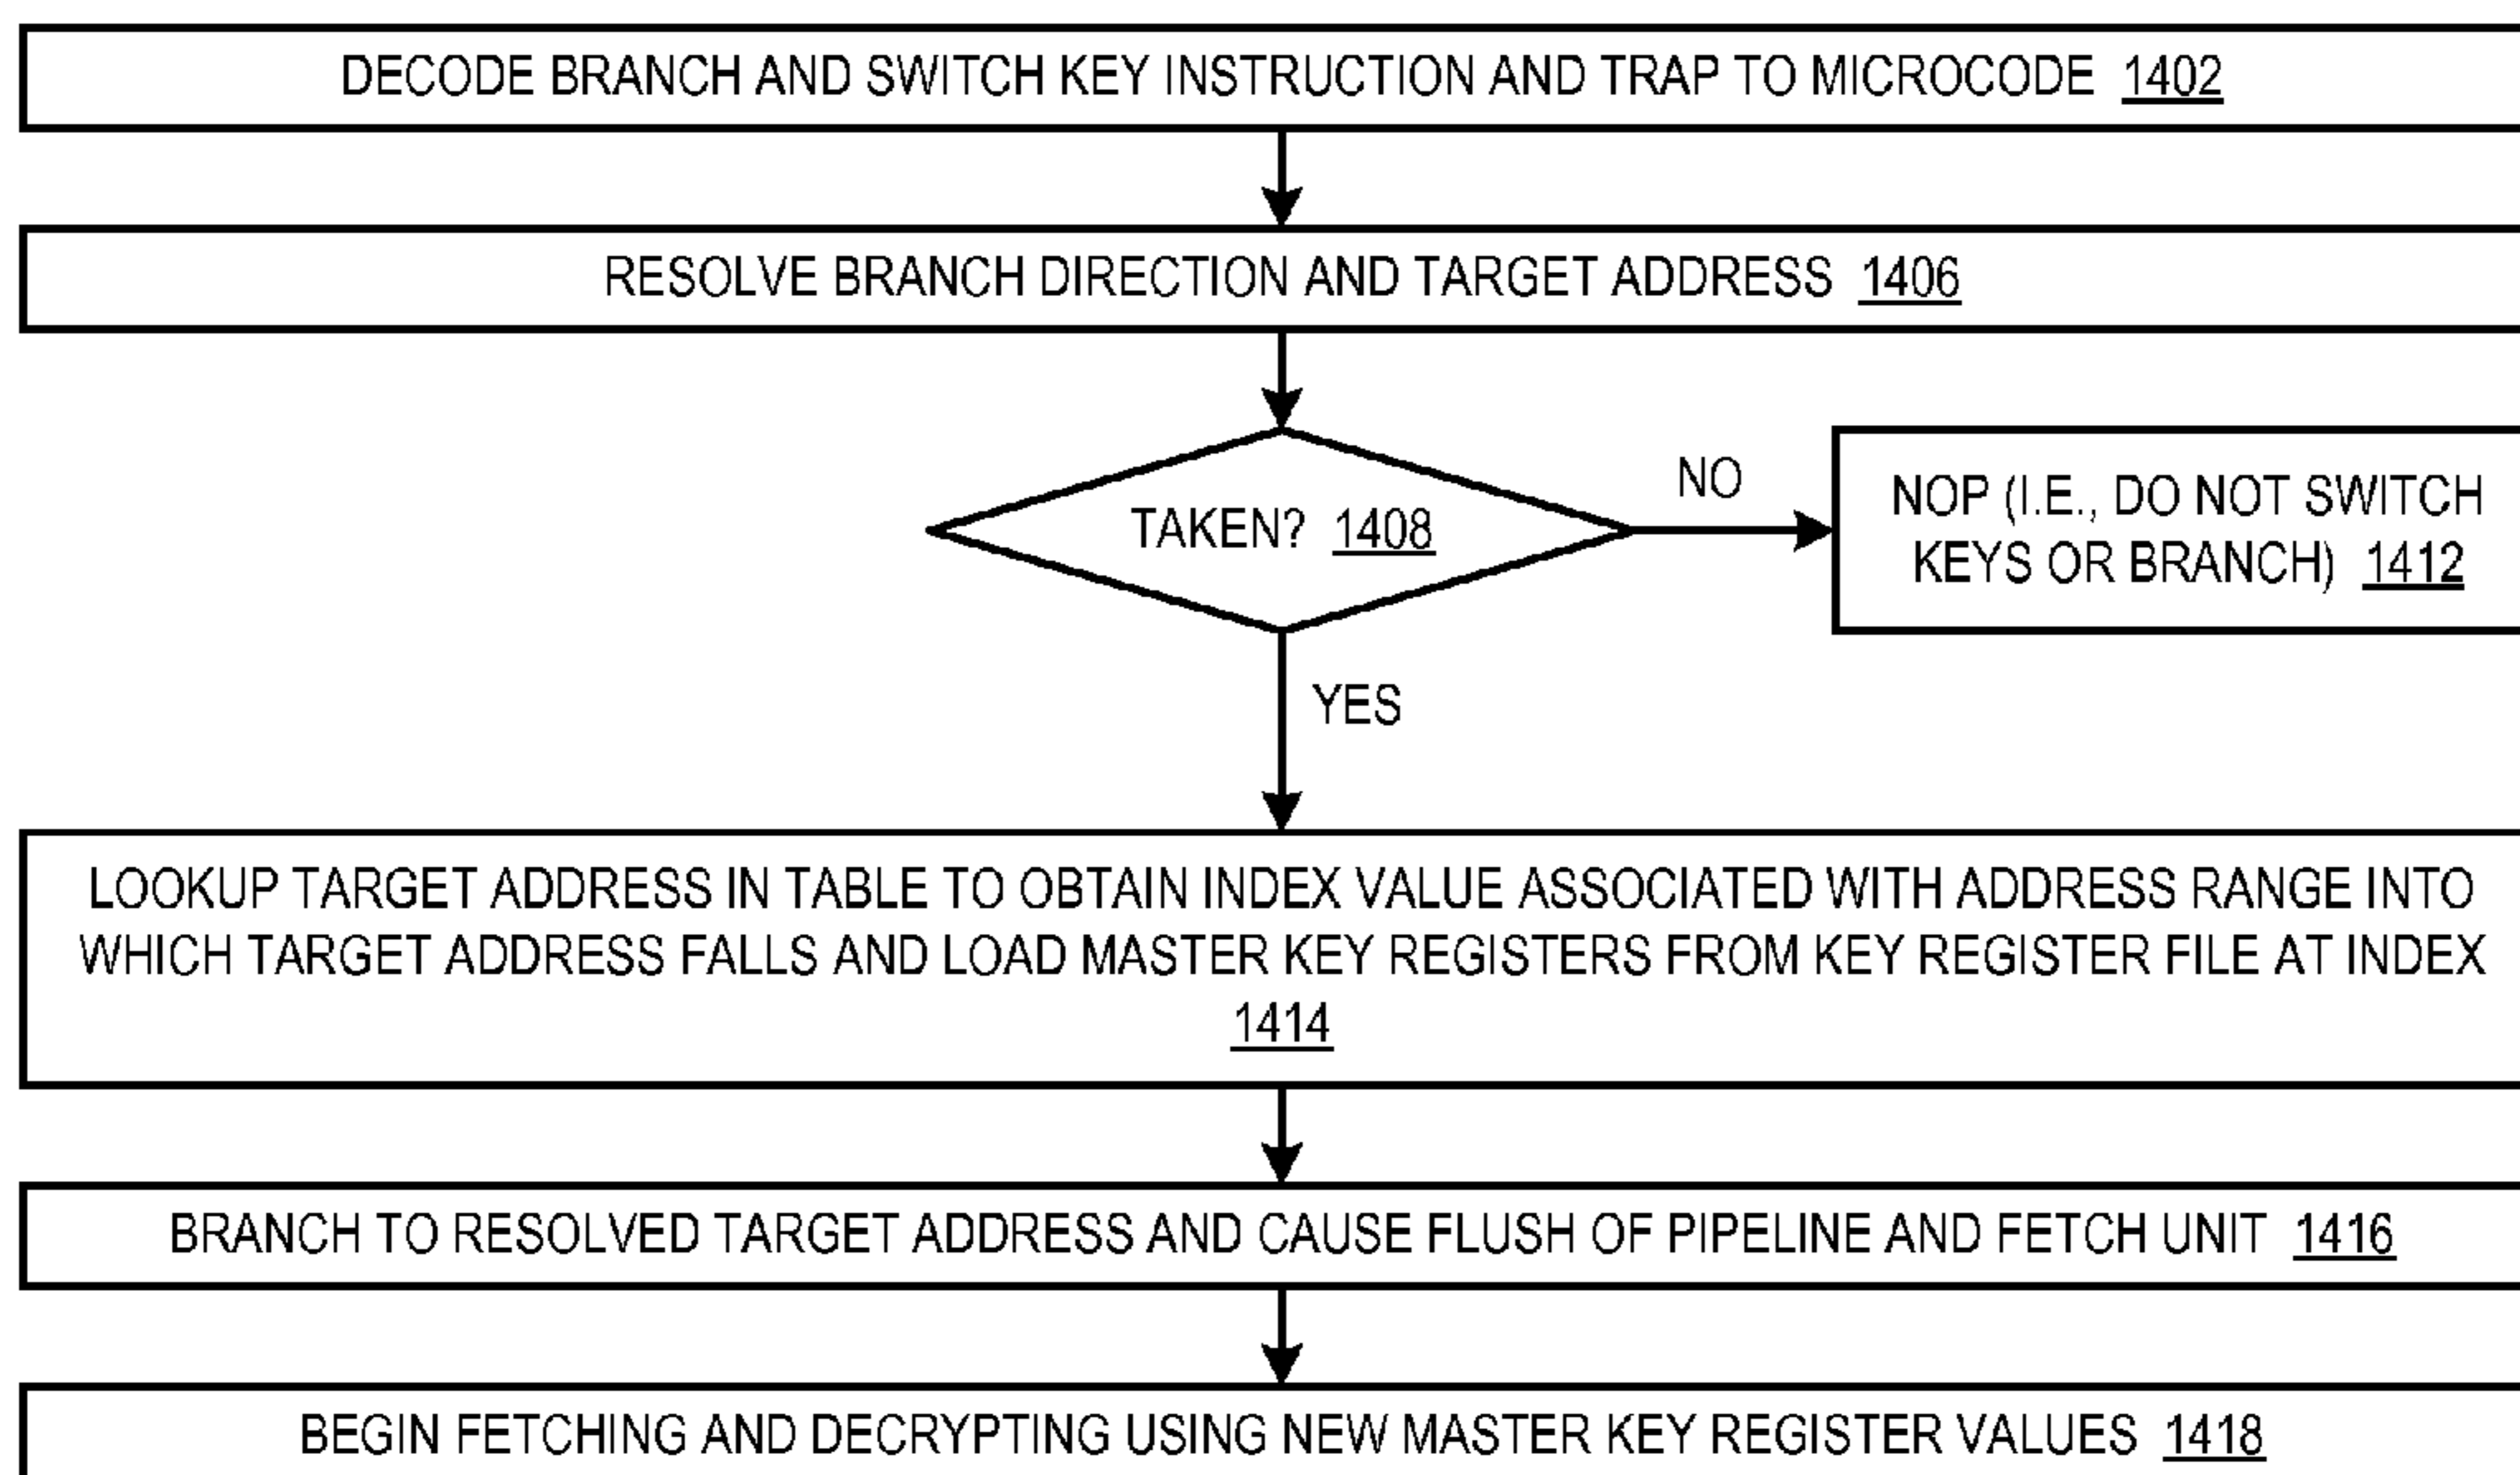 DECODE BRANCH AND SWITCH KEY INSTRUCTION AND TRAP TO MICROCODE 1402
RESOLVE BRANCH DIRECTION AND TARGET ADDRESS 1406
TAKEN? 1408
NO
NOP (I.E., DO NOT SWITCH
KEYS OR BRANCH) 1412
YES
LOOKUP TARGET ADDRESS IN TABLE TO OBTAIN INDEX VALUE ASSOCIATED WITH ADDRESS RANGE INTO
WHICH TARGET ADDRESS FALLS AND LOAD MASTER KEY REGISTERS FROM KEY REGISTER FILE AT INDEX
1414
BRANCH TO RESOLVED TARGET ADDRESS AND CAUSE FLUSH OF PIPELINE AND FETCH UNIT 1416
BEGIN FETCHING AND DECRYPTING USING NEW MASTER KEY REGISTER VALUES 1418